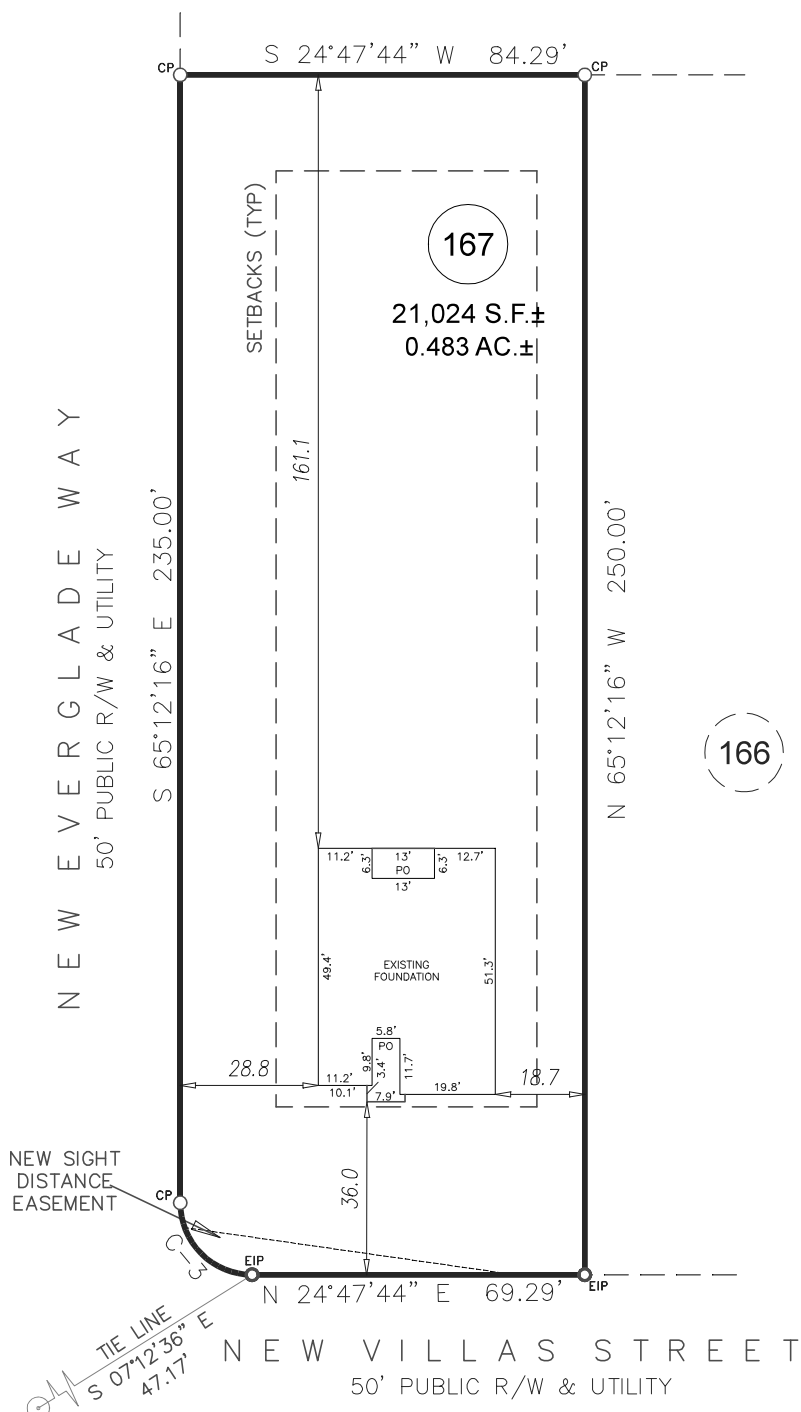 S 24°47'44" W 84.29'
CP
CP
SETBACKS (TYP)
167
21,024 S.F.±
0.483 AC.±
161.1
NEW EVERGLADE WAY
50' PUBLIC R/W & UTILITY
S 65°12'16" E 235.00'
N 65°12'16" W 250.00'
166
11.2'
6.3'
13'
PO
13'
6.3'
12.7'
49.4'
EXISTING
FOUNDATION
51.3'
5.8'
PO
9.8'
3.4'
11.7'
11.2'
10.1'
7.9'
19.8'
28.8
18.7
36.0
NEW SIGHT
DISTANCE
EASEMENT
CP
C-3
EIP
EIP
N 24°47'44" E 69.29'
TIE LINE
S 07°12'36" E
47.17'
NEW VILLAS STREET
50' PUBLIC R/W & UTILITY